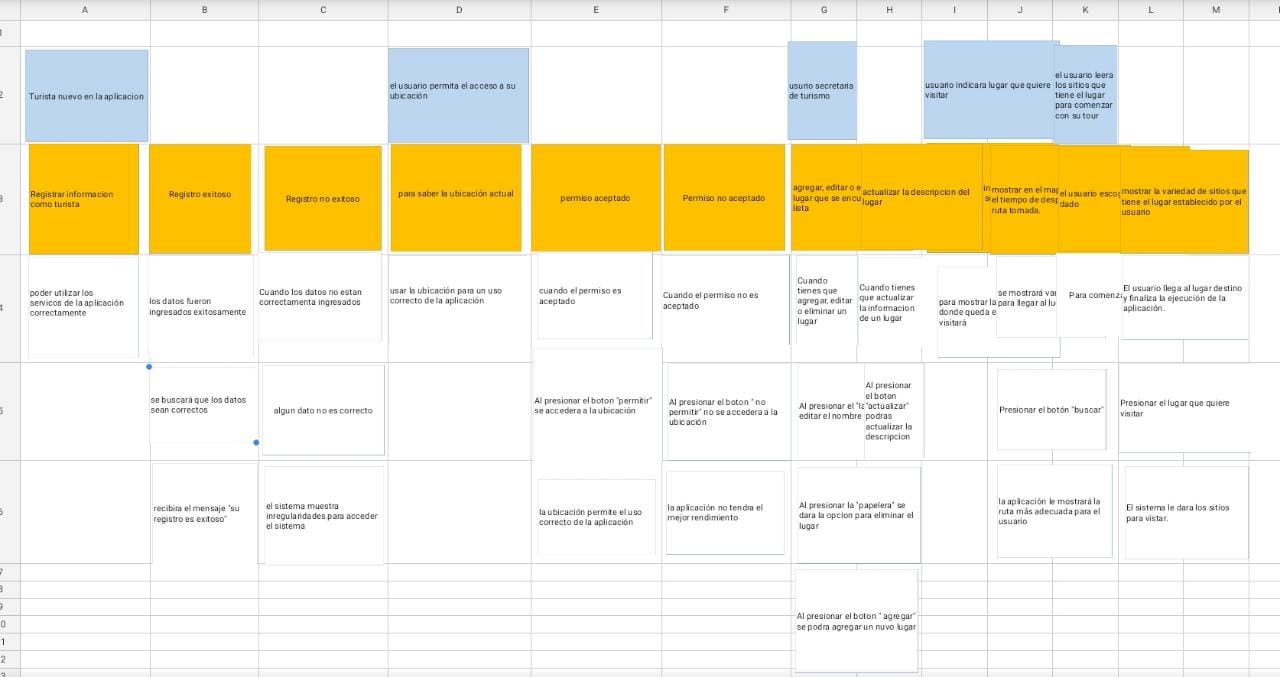 A B C D E F G H I J K L M
1
2
Turista nuevo en la aplicacion
el usuario permita el acceso a su
ubicación
usurio secretaria
de turismo
usuario indicara lugar que quiere
visitar
el usuario leera
los sitios que
tiene el lugar
para comenzar
con su tour
3
Registrar informacion
como turista
Registro exitoso
Registro no exitoso
para saber la ubicación actual
permiso aceptado
Permiso no aceptado
agregar, editar o e
lugar que se encu
lista
actualizar la descripcion del
lugar
in
mostrar en el map
el tiempo de desp
ruta tomada.
el usuario escog
dado
mostrar la variedad de sitios que
tiene el lugar establecido por el
usuario
4
poder utilizar los
servicos de la aplicación
correctamente
los datos fueron
ingresados exitosamente
Cuando los datos no estan
correctamenta ingresados
usar la ubicación para un uso
correcto de la aplicación
cuando el permiso es
aceptado
Cuando el permiso no es
aceptado
Cuando
tienes que
agregar, editar
o eliminar un
lugar
Cuando tienes
que actualizar
la informacion
de un lugar
para mostrar la
donde queda e
visitará
se mostrará var
para llegar al lu
Para comenz
El usuario llega al lugar destino
y finaliza la ejecución de la
aplicación.
5
se buscará que los datos
sean correctos
algun dato no es correcto
Al presionar el boton "permitir"
se accedera a la ubicación
Al presionar el boton " no
permitir" no se accedera a la
ubicación
Al presionar el "la
editar el nombre
Al presionar
el boton
"actualizar"
podras
actualizar la
descripcion
Presionar el botón "buscar"
Presionar el lugar que quiere
visitar
6
recibira el mensaje "su
registro es exitoso"
el sistema muestra
irregularidades para acceder
el sistema
la ubicación permite el uso
correcto de la aplicación
la aplicación no tendra el
mejor rendimiento
Al presionar la "papelera" se
dara la opcion para eliminar el
lugar
la aplicación le mostrará la
ruta más adecuada para el
usuario
El sistema le dara los sitios
para vistar.
7
8
9
0
Al presionar el boton " agregar"
se podra agregar un nuvo lugar
1
2
3